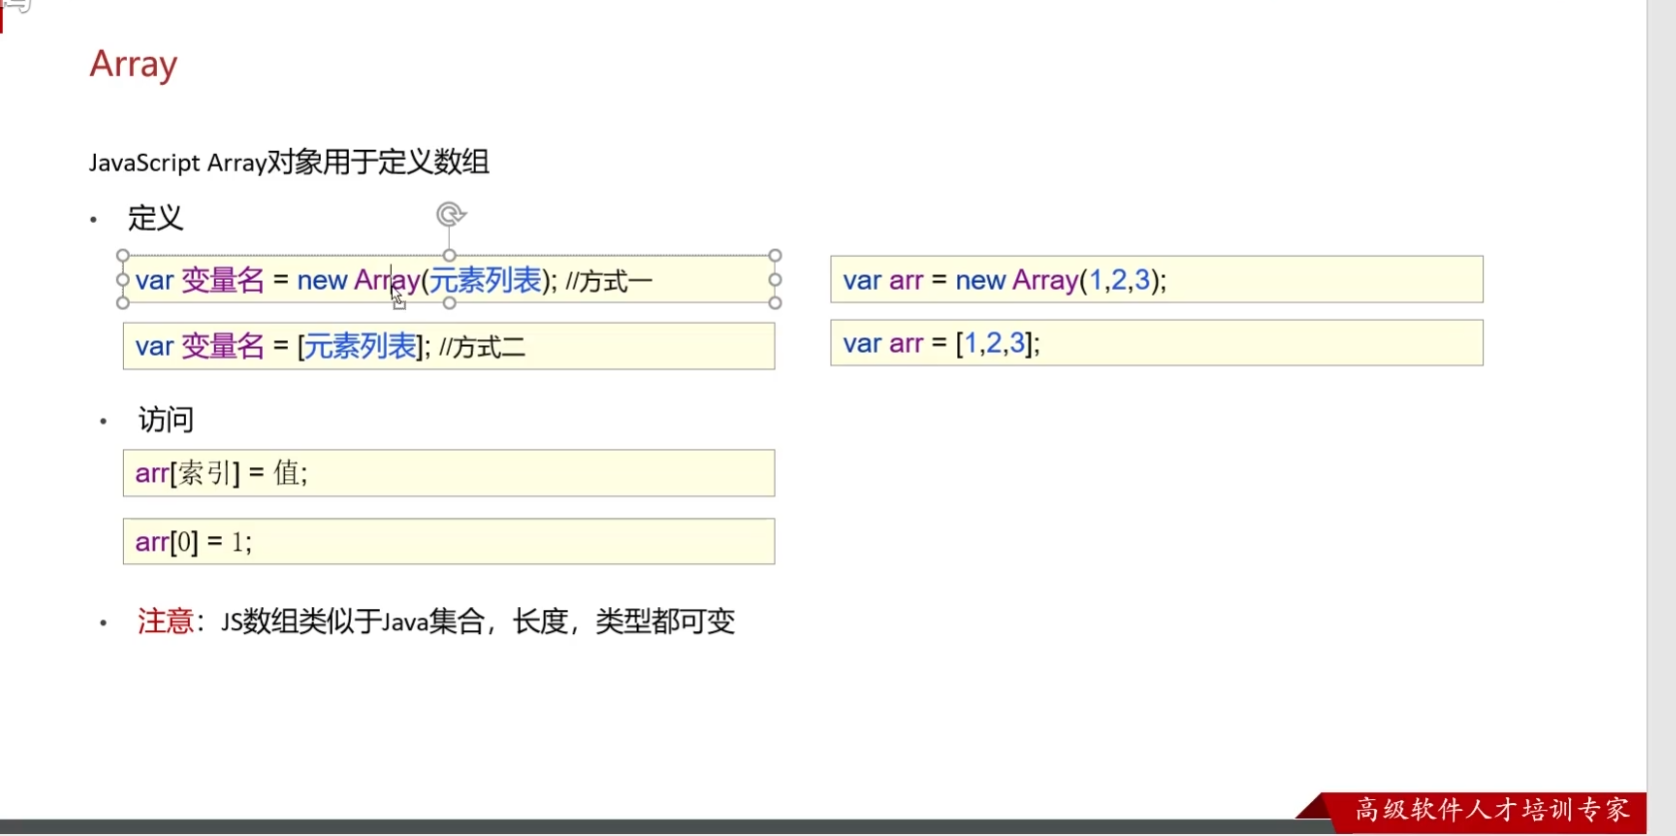 Array
JavaScript Array对象用于定义数组
• 定义
var 变量名 = new Array(元素列表); //方式一
var arr = new Array(1,2,3);
var 变量名 = [元素列表]; //方式二
var arr = [1,2,3];
• 访问
arr[索引] = 值;
arr[0] = 1;
• 注意：JS数组类似于Java集合，长度，类型都可变
高级软件人才培训专家